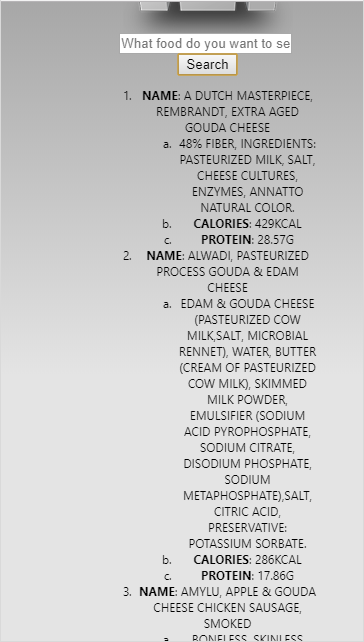 What food do you want to se
Search
1. NAME: A DUTCH MASTERPIECE,
REMBRANDT, EXTRA AGED
GOUDA CHEESE
a. 48% FIBER, INGREDIENTS:
PASTEURIZED MILK, SALT,
CHEESE CULTURES,
ENZYMES, ANNATTO
NATURAL COLOR.
b. CALORIES: 429KCAL
c. PROTEIN: 28.57G
2. NAME: ALWADI, PASTEURIZED
PROCESS GOUDA & EDAM
CHEESE
a. EDAM & GOUDA CHEESE
(PASTEURIZED COW
MILK,SALT, MICROBIAL
RENNET), WATER, BUTTER
(CREAM OF PASTEURIZED
COW MILK), SKIMMED
MILK POWDER,
EMULSIFIER (SODIUM
ACID PYROPHOSPHATE,
SODIUM CITRATE,
DISODIUM PHOSPHATE,
SODIUM
METAPHOSPHATE),SALT,
CITRIC ACID,
PRESERVATIVE:
POTASSIUM SORBATE.
b. CALORIES: 286KCAL
c. PROTEIN: 17.86G
3. NAME: AMYLU, APPLE & GOUDA
CHEESE CHICKEN SAUSAGE,
SMOKED
a. BONELESS, SKINLESS